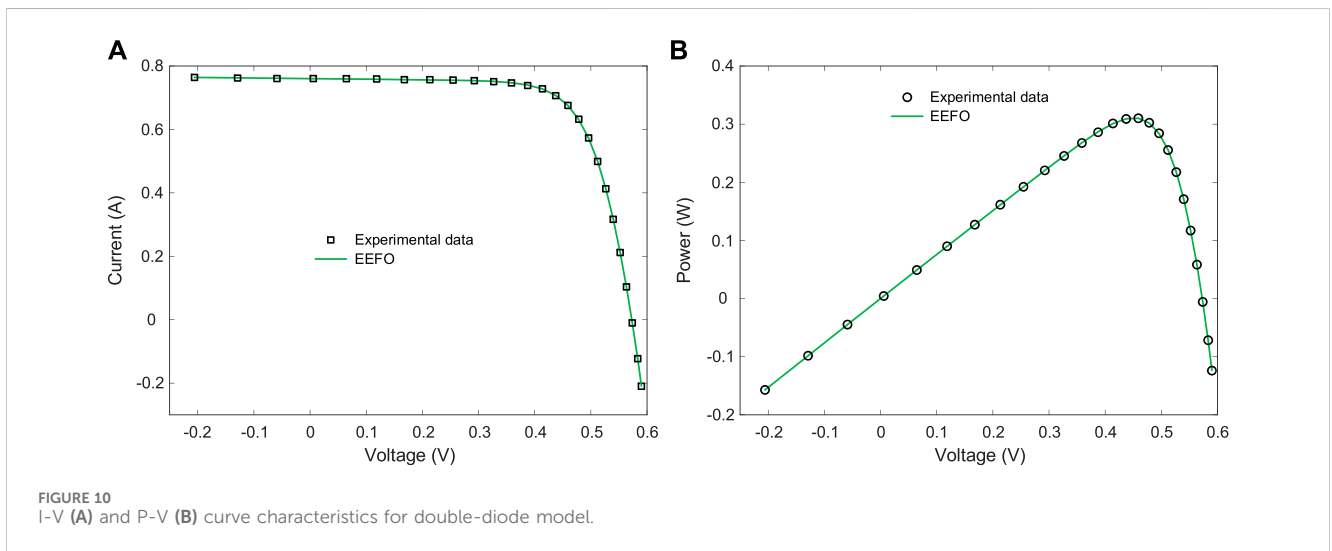 A
0.8
0.6
0.4
0.2
0
-0.2
Current (A)
Experimental data
EEFO
-0.2 -0.1 0 0.1 0.2 0.3 0.4 0.5 0.6
Voltage (V)
B
0.4
0.3
0.2
0.1
0
-0.1
-0.2
Power (W)
Experimental data
EEFO
-0.2 -0.1 0 0.1 0.2 0.3 0.4 0.5 0.6
Voltage (V)
FIGURE 10
I-V (A) and P-V (B) curve characteristics for double-diode model.